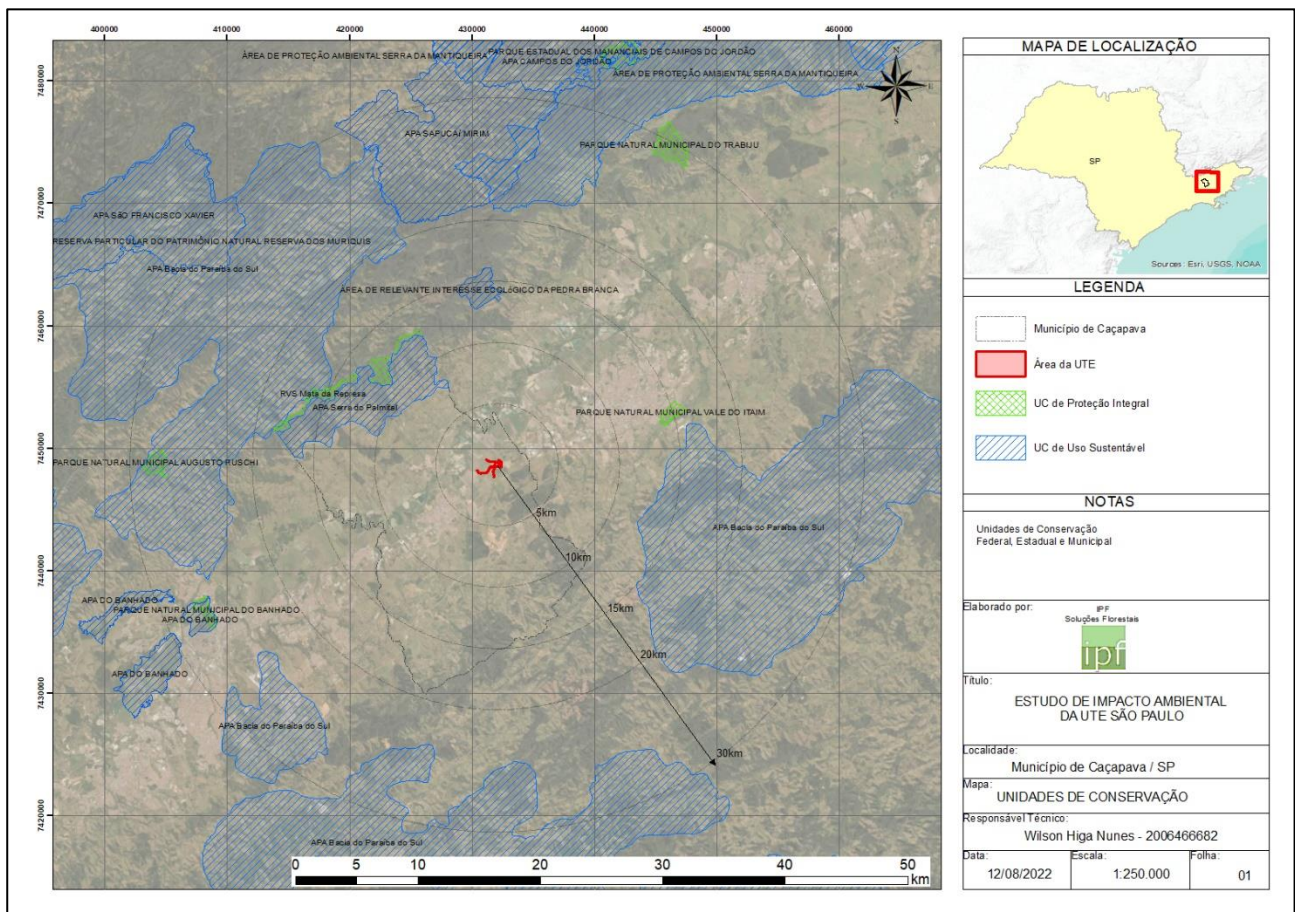 400000
410000
420000
430000
440000
450000
460000
7480000
7470000
7460000
7450000
7440000
7430000
7420000
ÁREA DE PROTEÇÃO AMBIENTAL SERRA DA MANTIQUEIRA
PARQUE ESTADUAL DOS MANANCIAIS DE CAMPOS DO JORDÃO
APA CAMPOS DO JORDÃO
ÁREA DE PROTEÇÃO AMBIENTAL SERRA DA MANTIQUEIRA
N
W
E
S
APA SAPUCAÍ MIRIM
PARQUE NATURAL MUNICIPAL DO TRABIJU
APA SãO FRANCISCO XAVIER
RESERVA PARTICULAR DO PATRIMÔNIO NATURAL RESERVA DOS MURIQUIS
APA Bacia do Paraíba do Sul
ÁREA DE RELEVANTE INTERESSE ECOLóGICO DA PEDRA BRANCA
RVS Mata da Represa
APA Serra do Palmital
PARQUE NATURAL MUNICIPAL VALE DO ITAIM
PARQUE NATURAL MUNICIPAL AUGUSTO RUSCHI
5km
APA Bacia do Paraíba do Sul
10km
15km
APA DO BANHADO
PARQUE NATURAL MUNICIPAL DO BANHADO
APA DO BANHADO
20km
APA DO BANHADO
APA Bacia do Paraíba do Sul
30km
APA Bacia do Paraíba do Sul
0 5 10 20 30 40 50
km
MAPA DE LOCALIZAÇÃO
SP
Sources: Esri, USGS, NOAA
LEGENDA
Município de Caçapava
Área da UTE
UC de Proteção Integral
UC de Uso Sustentável
NOTAS
Unidades de Conservação
Federal, Estadual e Municipal
Elaborado por:
IPF
Soluções Florestais
ipf
Título:
ESTUDO DE IMPACTO AMBIENTAL
DA UTE SÃO PAULO
Localidade:
Município de Caçapava / SP
Mapa:
UNIDADES DE CONSERVAÇÃO
Responsável Técnico:
Wilson Higa Nunes - 2006466682
Data:
12/08/2022
Escala:
1:250.000
Folha:
01